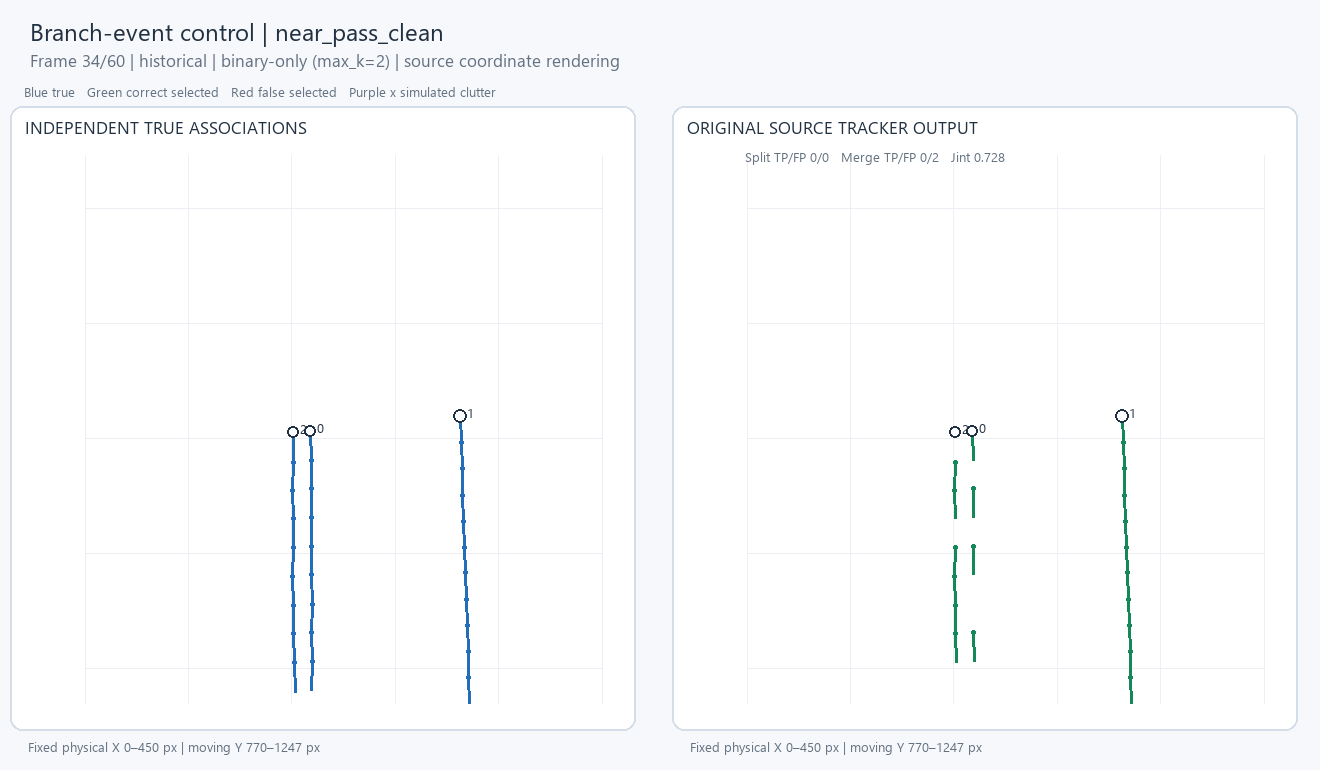 Branch-event control | near_pass_clean
Frame 34/60 | historical | binary-only (max_k=2) | source coordinate rendering
Blue true   Green correct selected   Red false selected   Purple x simulated clutter
INDEPENDENT TRUE ASSOCIATIONS
2 0
1
Fixed physical X 0–450 px | moving Y 770–1247 px
ORIGINAL SOURCE TRACKER OUTPUT
Split TP/FP 0/0   Merge TP/FP 0/2   Jint 0.728
2 0
1
Fixed physical X 0–450 px | moving Y 770–1247 px